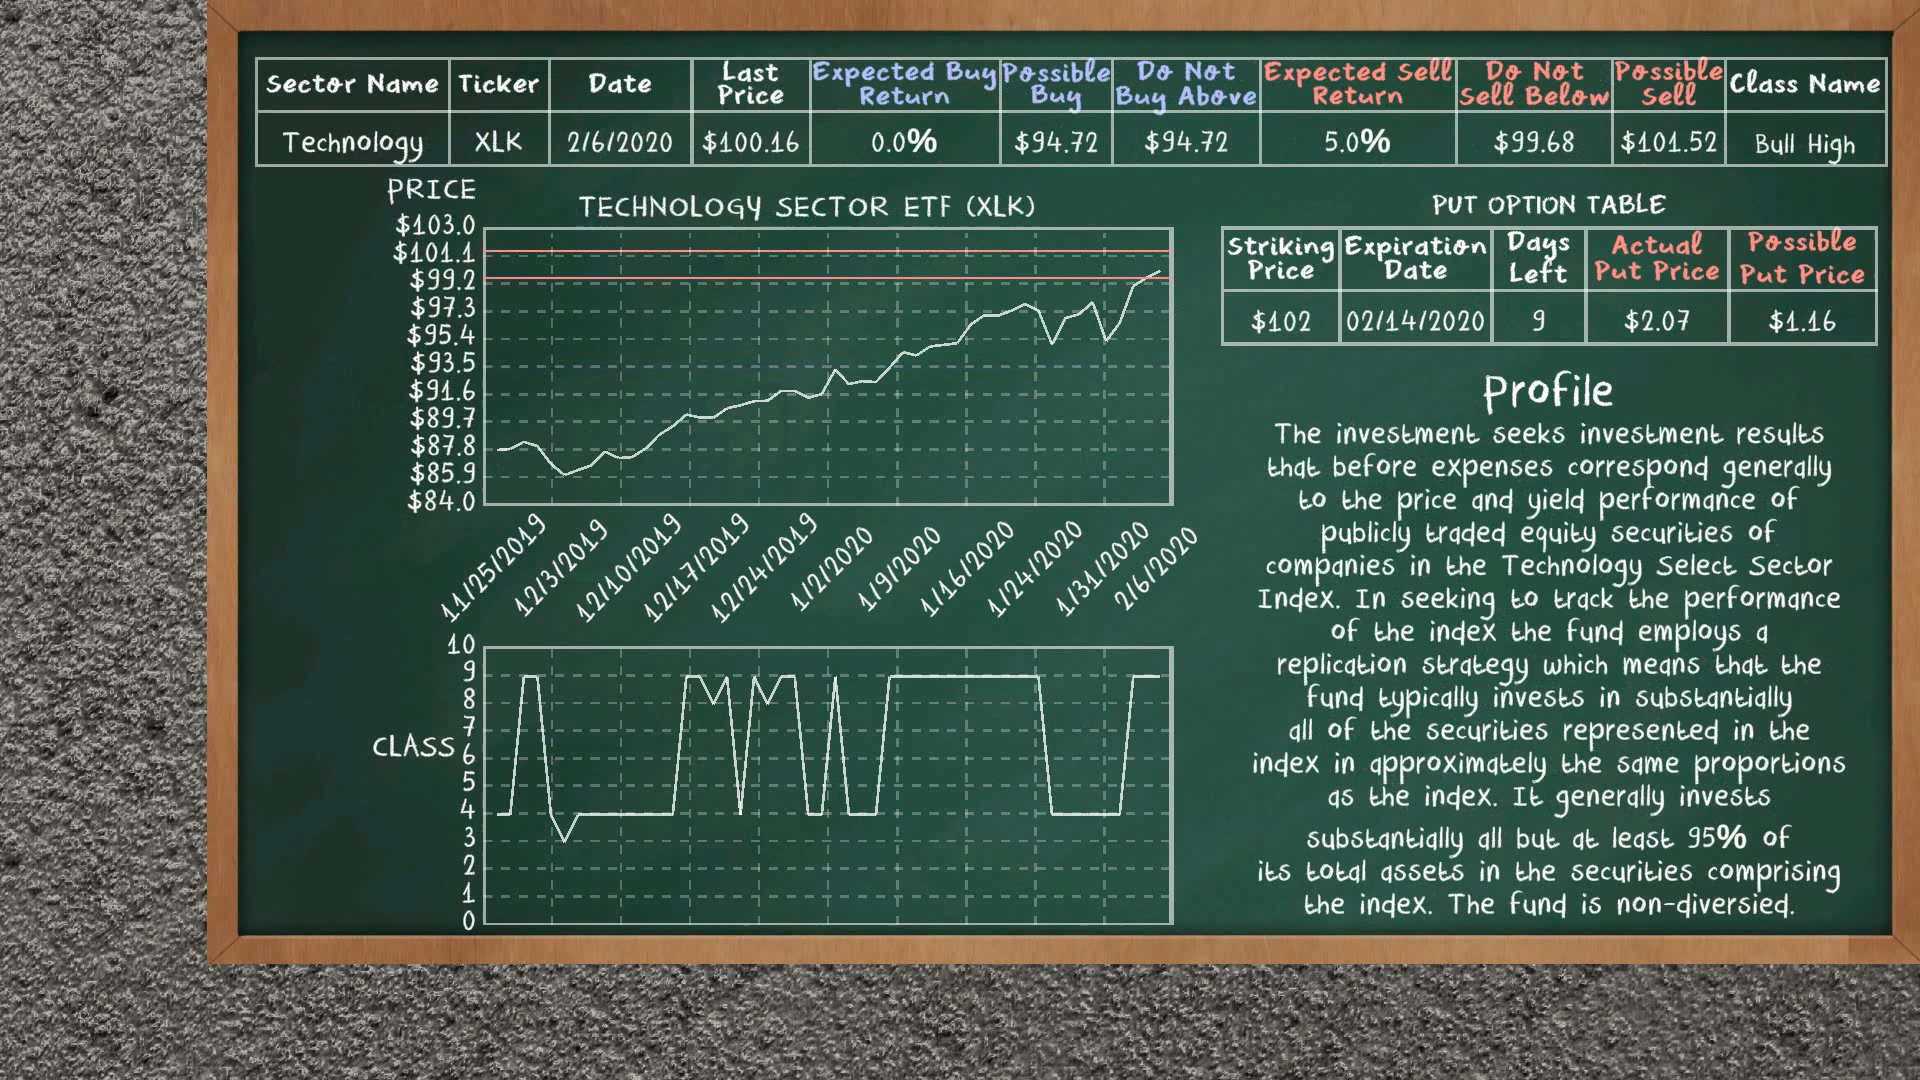 Sector Name Ticker Date Last Price Expected Buy Return Possible Buy Do Not Buy Above Expected Sell Return Do Not Sell Below Possible Sell Class Name
Technology XLK 2/6/2020 $100.16 0.0% $94.72 $94.72 5.0% $99.68 $101.52 Bull High
PRICE
TECHNOLOGY SECTOR ETF (XLK)
$103.0
$101.1
$99.2
$97.3
$95.4
$93.5
$91.6
$89.7
$87.8
$85.9
$84.0
11/25/2019 12/3/2019 12/10/2019 12/17/2019 12/24/2019 1/2/2020 1/9/2020 1/16/2020 1/24/2020 1/31/2020 2/6/2020
CLASS
10
9
8
7
6
5
4
3
2
1
0
PUT OPTION TABLE
Striking Price Expiration Date Days Left Actual Put Price Possible Put Price
$102 02/14/2020 9 $2.07 $1.16
Profile
The investment seeks investment results
that before expenses correspond generally
to the price and yield performance of
publicly traded equity securities of
companies in the Technology Select Sector
Index. In seeking to track the performance
of the index the fund employs a
replication strategy which means that the
fund typically invests in substantially
all of the securities represented in the
index in approximately the same proportions
as the index. It generally invests
substantially all but at least 95% of
its total assets in the securities comprising
the index. The fund is non-diversied.